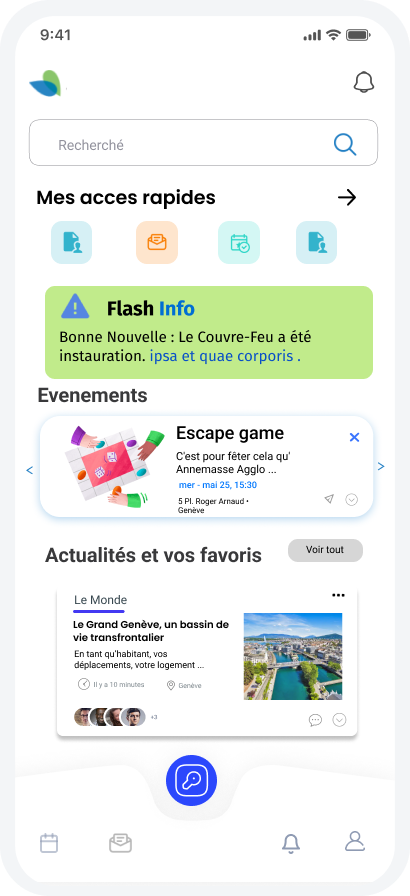 9:41
Recherché
Mes acces rapides
Flash Info
Bonne Nouvelle : Le Couvre-Feu a été
instauration. ipsa et quae corporis .
Evenements
Escape game
C'est pour fêter cela qu'
Annemasse Agglo ...
mer - mai 25, 15:30
5 Pl. Roger Arnaud •
Genève
Actualités et vos favoris
Voir tout
Le Monde
Le Grand Genève, un bassin de
vie transfrontalier
En tant qu'habitant, vos
déplacements, votre logement ...
Il y a 10 minutes
Genève
+3